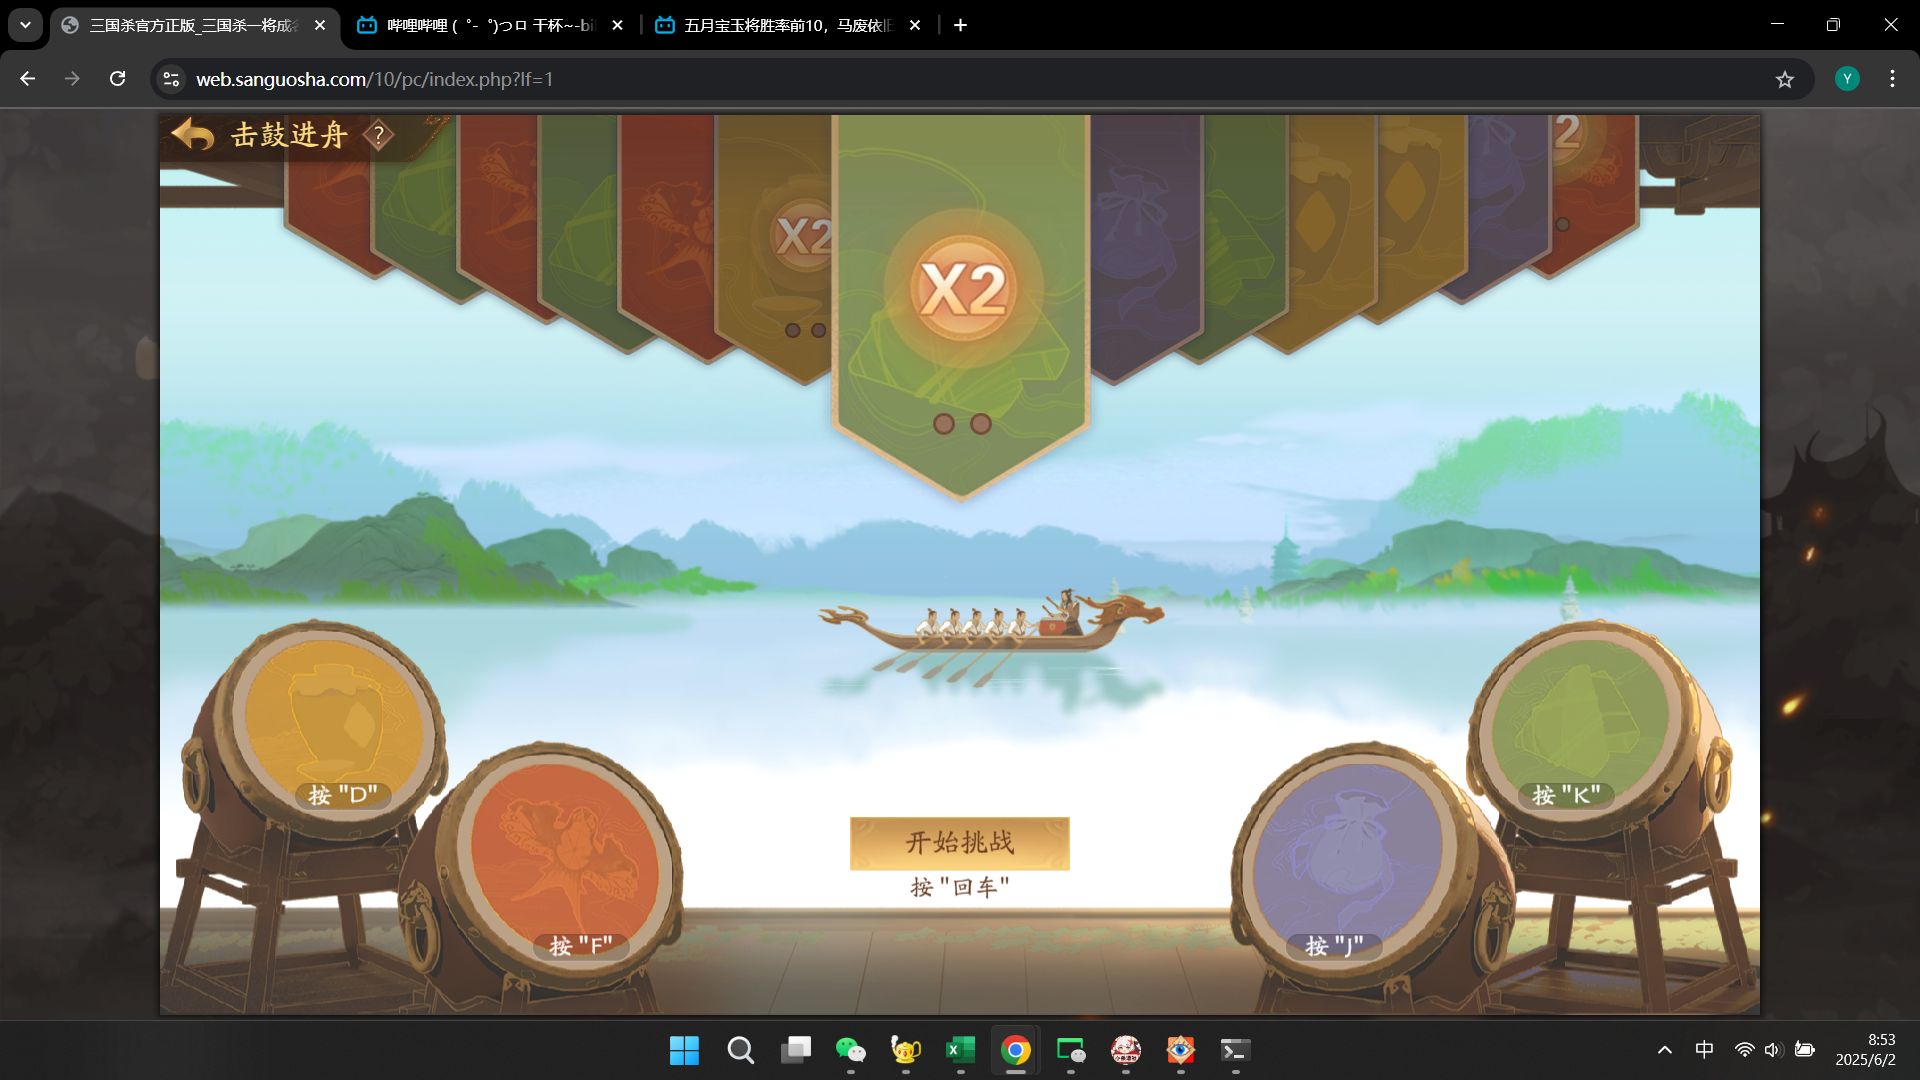 三国杀官方正版_三国杀一将成
哔哩哔哩 (゜-゜)つロ 干杯~-bi
五月宝玉将胜率前10，马废依旧
web.sanguosha.com/10/pc/index.php?lf=1
Y
击鼓进舟
?
X2
X2
2
按"D"
按"K"
开始挑战
按"回车"
按"F"
按"J"
中
8:53
2025/6/2